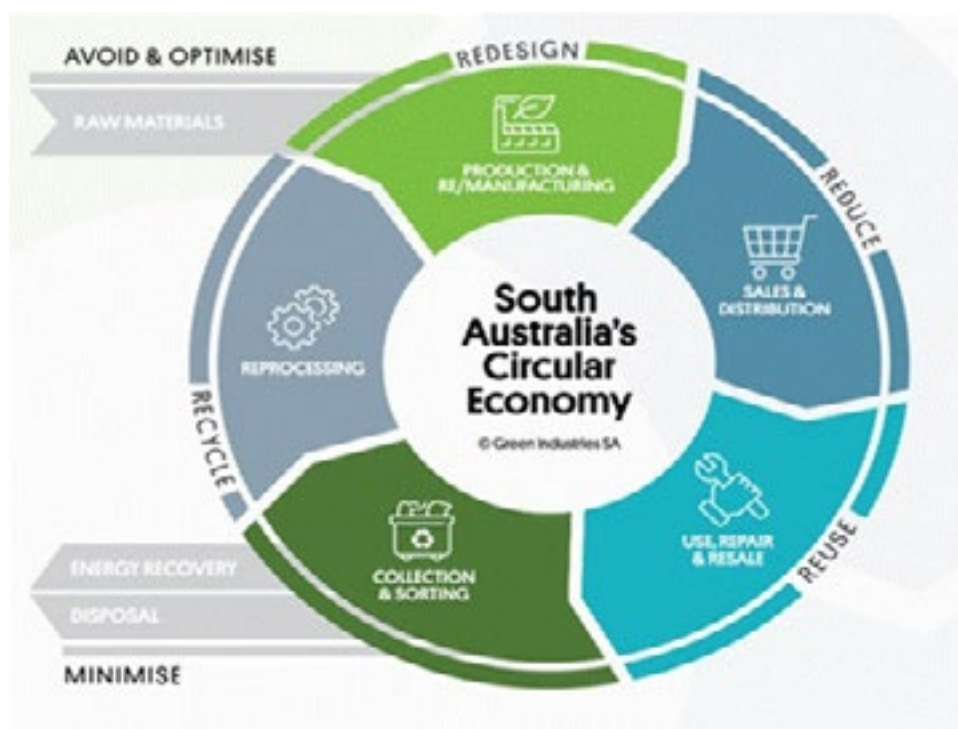 AVOID & OPTIMISE
RAW MATERIALS
REDESIGN
PRODUCTION &
RE/MANUFACTURING
REDUCE
SALES &
DISTRIBUTION
South
Australia's
Circular
Economy
© Green Industries SA
REPROCESSING
RECYCLE
USE, REPAIR
& RESALE
REUSE
COLLECTION
& SORTING
ENERGY RECOVERY
DISPOSAL
MINIMISE